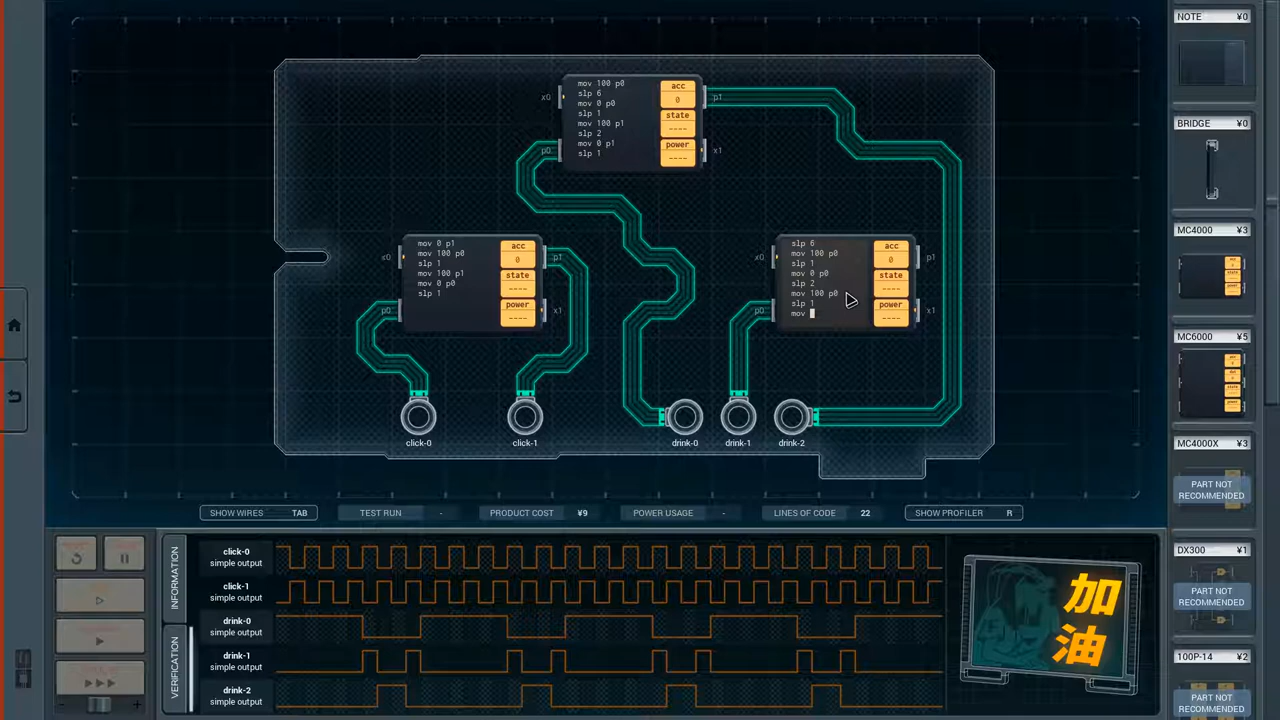 NOTE ¥0
BRIDGE ¥0
MC4000 ¥3
MC6000 ¥5
MC4000X ¥3
PART NOT
RECOMMENDED
DX300 ¥1
PART NOT
RECOMMENDED
100P-14 ¥2
PART NOT
RECOMMENDED
x0
p0
mov 100 p0
slp 6
mov 0 p0
slp 1
mov 100 p1
slp 2
mov 0 p1
slp 1
acc
0
state
----
power
----
p1
x1
x0
p0
mov 0 p1
mov 100 p0
slp 1
mov 100 p1
mov 0 p0
slp 1
acc
0
state
----
power
----
p1
x1
x0
p0
slp 6
mov 100 p0
slp 1
mov 0 p0
slp 2
mov 100 p0
slp 1
mov
acc
0
state
----
power
----
p1
x1
click-0
click-1
drink-0
drink-1
drink-2
SHOW WIRES TAB
TEST RUN -
PRODUCT COST ¥9
POWER USAGE -
LINES OF CODE 22
SHOW PROFILER R
INFORMATION
VERIFICATION
click-0
simple output
click-1
simple output
drink-0
simple output
drink-1
simple output
drink-2
simple output
加
油
- +